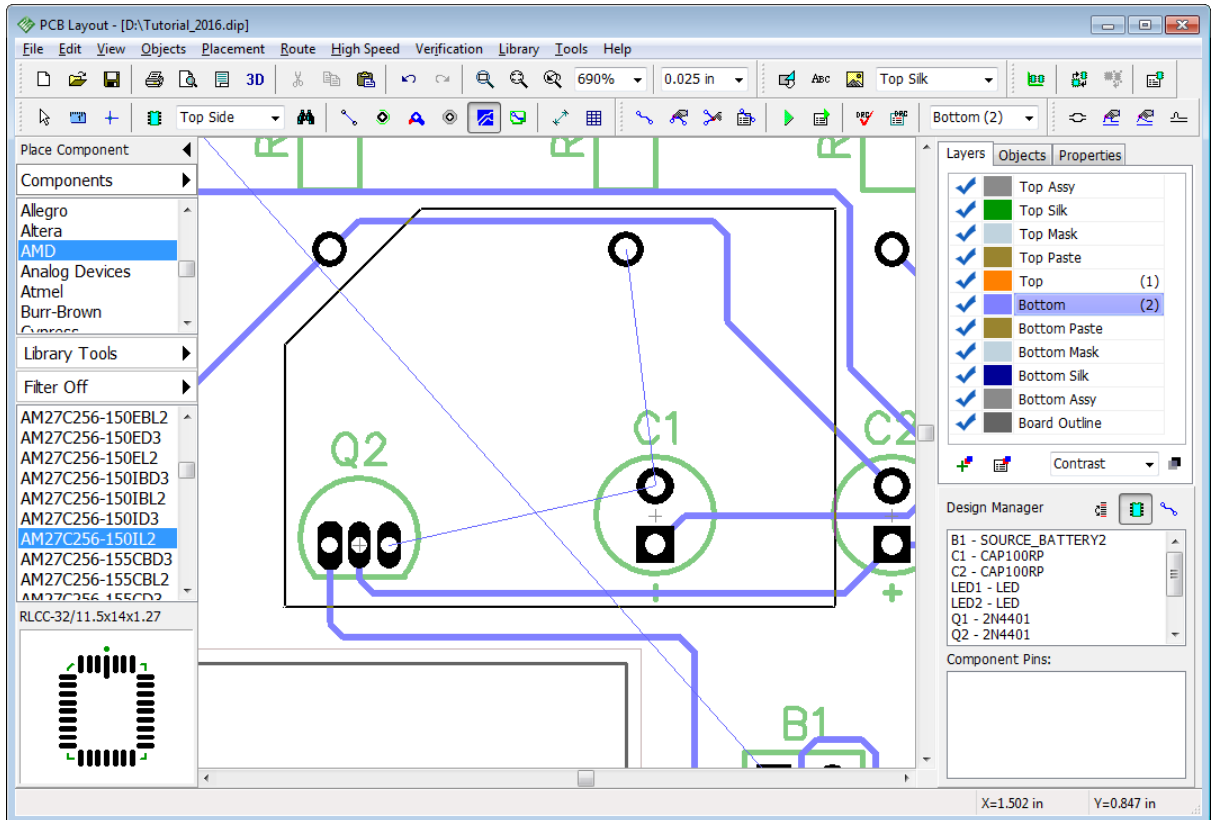 PCB Layout - [D:\Tutorial_2016.dip]
File Edit View Objects Placement Route High Speed Verification Library Tools Help
3D 690% 0.025 in ABC Top Silk
Top Side DRC DRC Bottom (2)
Place Component
Components
Allegro
Altera
AMD
Analog Devices
Atmel
Burr-Brown
Cypress
Library Tools
Filter Off
AM27C256-150EBL2
AM27C256-150ED3
AM27C256-150EL2
AM27C256-150IBD3
AM27C256-150IBL2
AM27C256-150ID3
AM27C256-150IL2
AM27C256-155CBD3
AM27C256-155CBL2
AM27C256-155CD3
RLCC-32/11.5x14x1.27
R R R
Q2
C1
+
C2
+
B1
Layers Objects Properties
Top Assy
Top Silk
Top Mask
Top Paste
Top (1)
Bottom (2)
Bottom Paste
Bottom Mask
Bottom Silk
Bottom Assy
Board Outline
Contrast
Design Manager
B1 - SOURCE_BATTERY2
C1 - CAP100RP
C2 - CAP100RP
LED1 - LED
LED2 - LED
Q1 - 2N4401
Q2 - 2N4401
Component Pins:
X=1.502 in Y=0.847 in